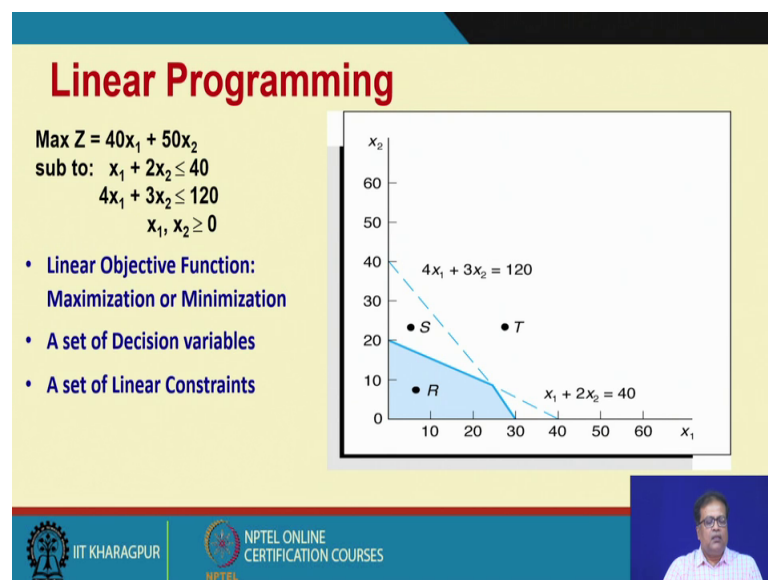 Linear Programming
Max Z = 40x₁ + 50x₂
sub to: x₁ + 2x₂ ≤ 40
4x₁ + 3x₂ ≤ 120
x₁, x₂ ≥ 0
• Linear Objective Function:
Maximization or Minimization
• A set of Decision variables
• A set of Linear Constraints
x₂
60
50
40
4x₁ + 3x₂ = 120
30
S
T
20
10
R
x₁ + 2x₂ = 40
0
10 20 30 40 50 60 x₁
IIT KHARAGPUR
NPTEL ONLINE
CERTIFICATION COURSES
NPTEL